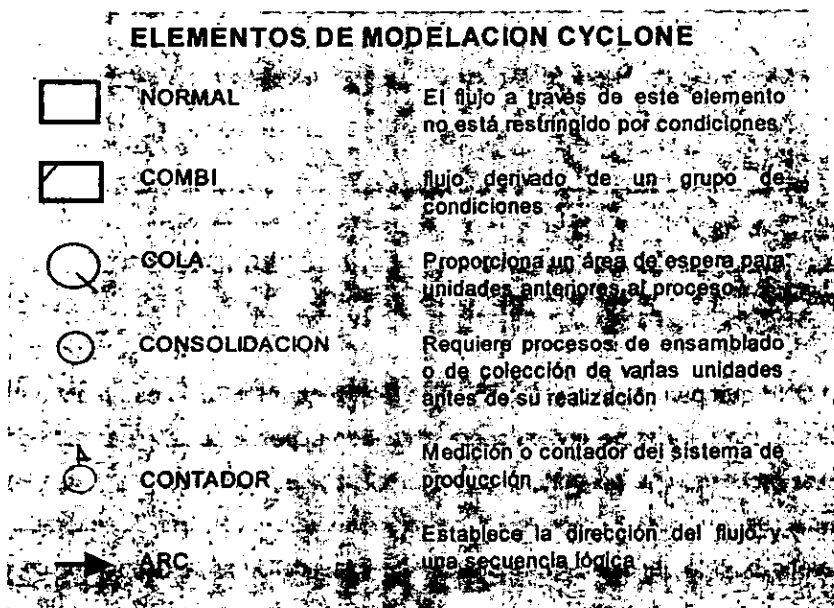 ELEMENTOS DE MODELACION CYCLONE
NORMAL
El flujo a través de este elemento
no está restringido por condiciones
COMBI
flujo derivado de un grupo de
condiciones
COLA
Proporciona un área de espera para
unidades anteriores al proceso
CONSOLIDACION
Requiere procesos de ensamblado
o de colección de varias unidades
antes de su realización
CONTADOR
Medición o contador del sistema de
producción
ARC
Establece la dirección del flujo y
una secuencia lógica